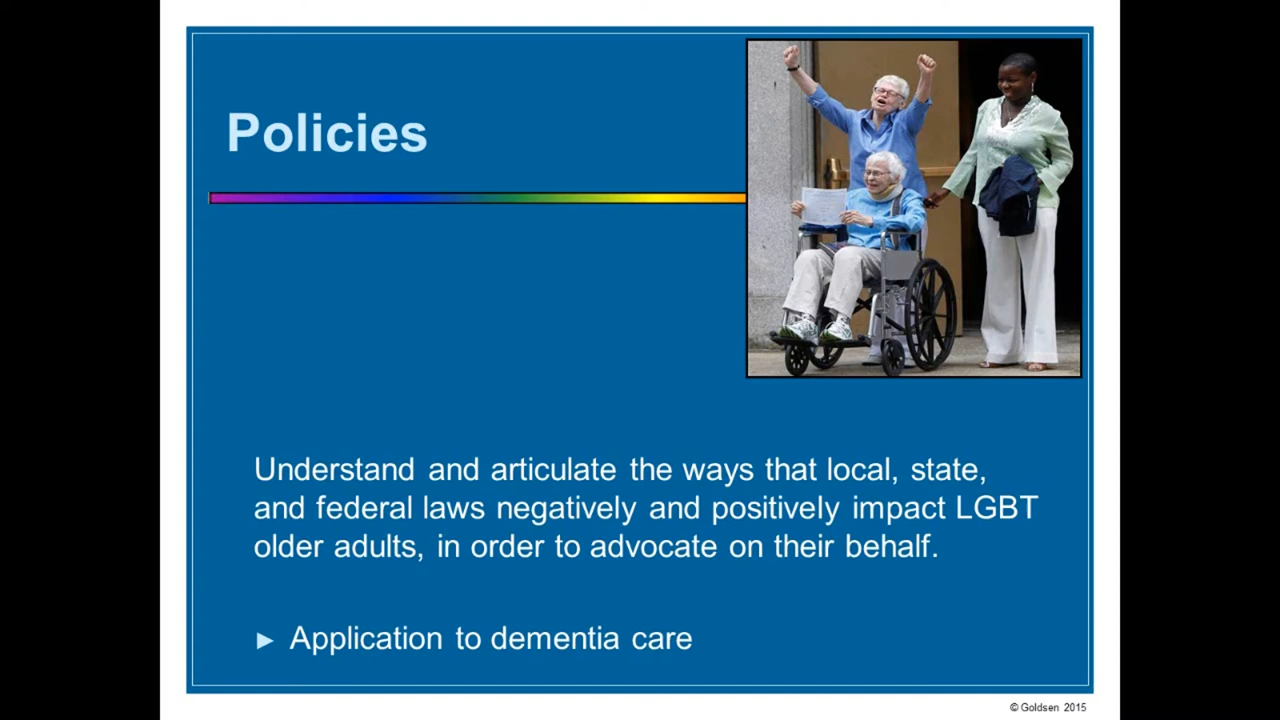 Policies
Understand and articulate the ways that local, state,
and federal laws negatively and positively impact LGBT
older adults, in order to advocate on their behalf.
► Application to dementia care
© Goldsen 2015